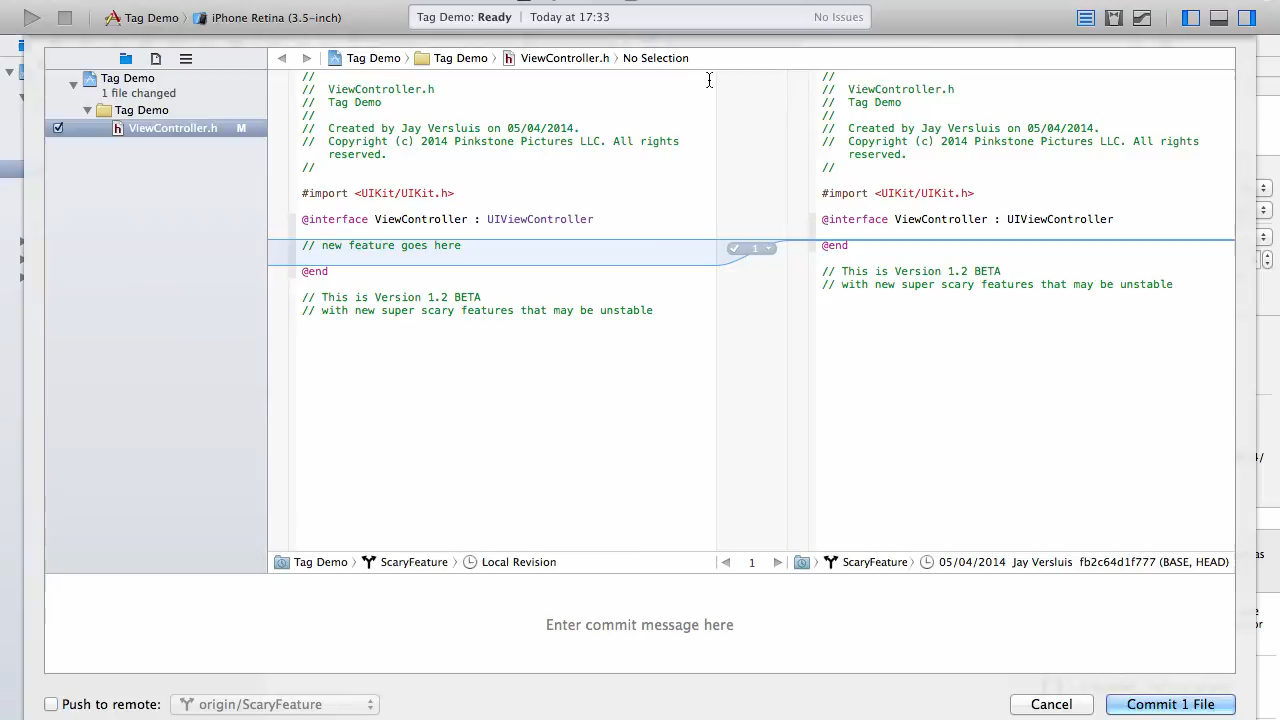 Tag Demo
iPhone Retina (3.5-inch)
Tag Demo: Ready
Today at 17:33
No Issues
Tag Demo
1 file changed
Tag Demo
ViewController.h M
Tag Demo
Tag Demo
ViewController.h
No Selection
//
// ViewController.h
// Tag Demo
//
// Created by Jay Versluis on 05/04/2014.
// Copyright (c) 2014 Pinkstone Pictures LLC. All rights
reserved.
//
#import <UIKit/UIKit.h>
@interface ViewController : UIViewController
// new feature goes here
@end
// This is Version 1.2 BETA
// with new super scary features that may be unstable
1
//
// ViewController.h
// Tag Demo
//
// Created by Jay Versluis on 05/04/2014.
// Copyright (c) 2014 Pinkstone Pictures LLC. All rights
reserved.
//
#import <UIKit/UIKit.h>
@interface ViewController : UIViewController
@end
// This is Version 1.2 BETA
// with new super scary features that may be unstable
Tag Demo
ScaryFeature
Local Revision
1
ScaryFeature
05/04/2014 Jay Versluis fb2c64d1f777 (BASE, HEAD)
Enter commit message here
Push to remote:
origin/ScaryFeature
Cancel
Commit 1 File